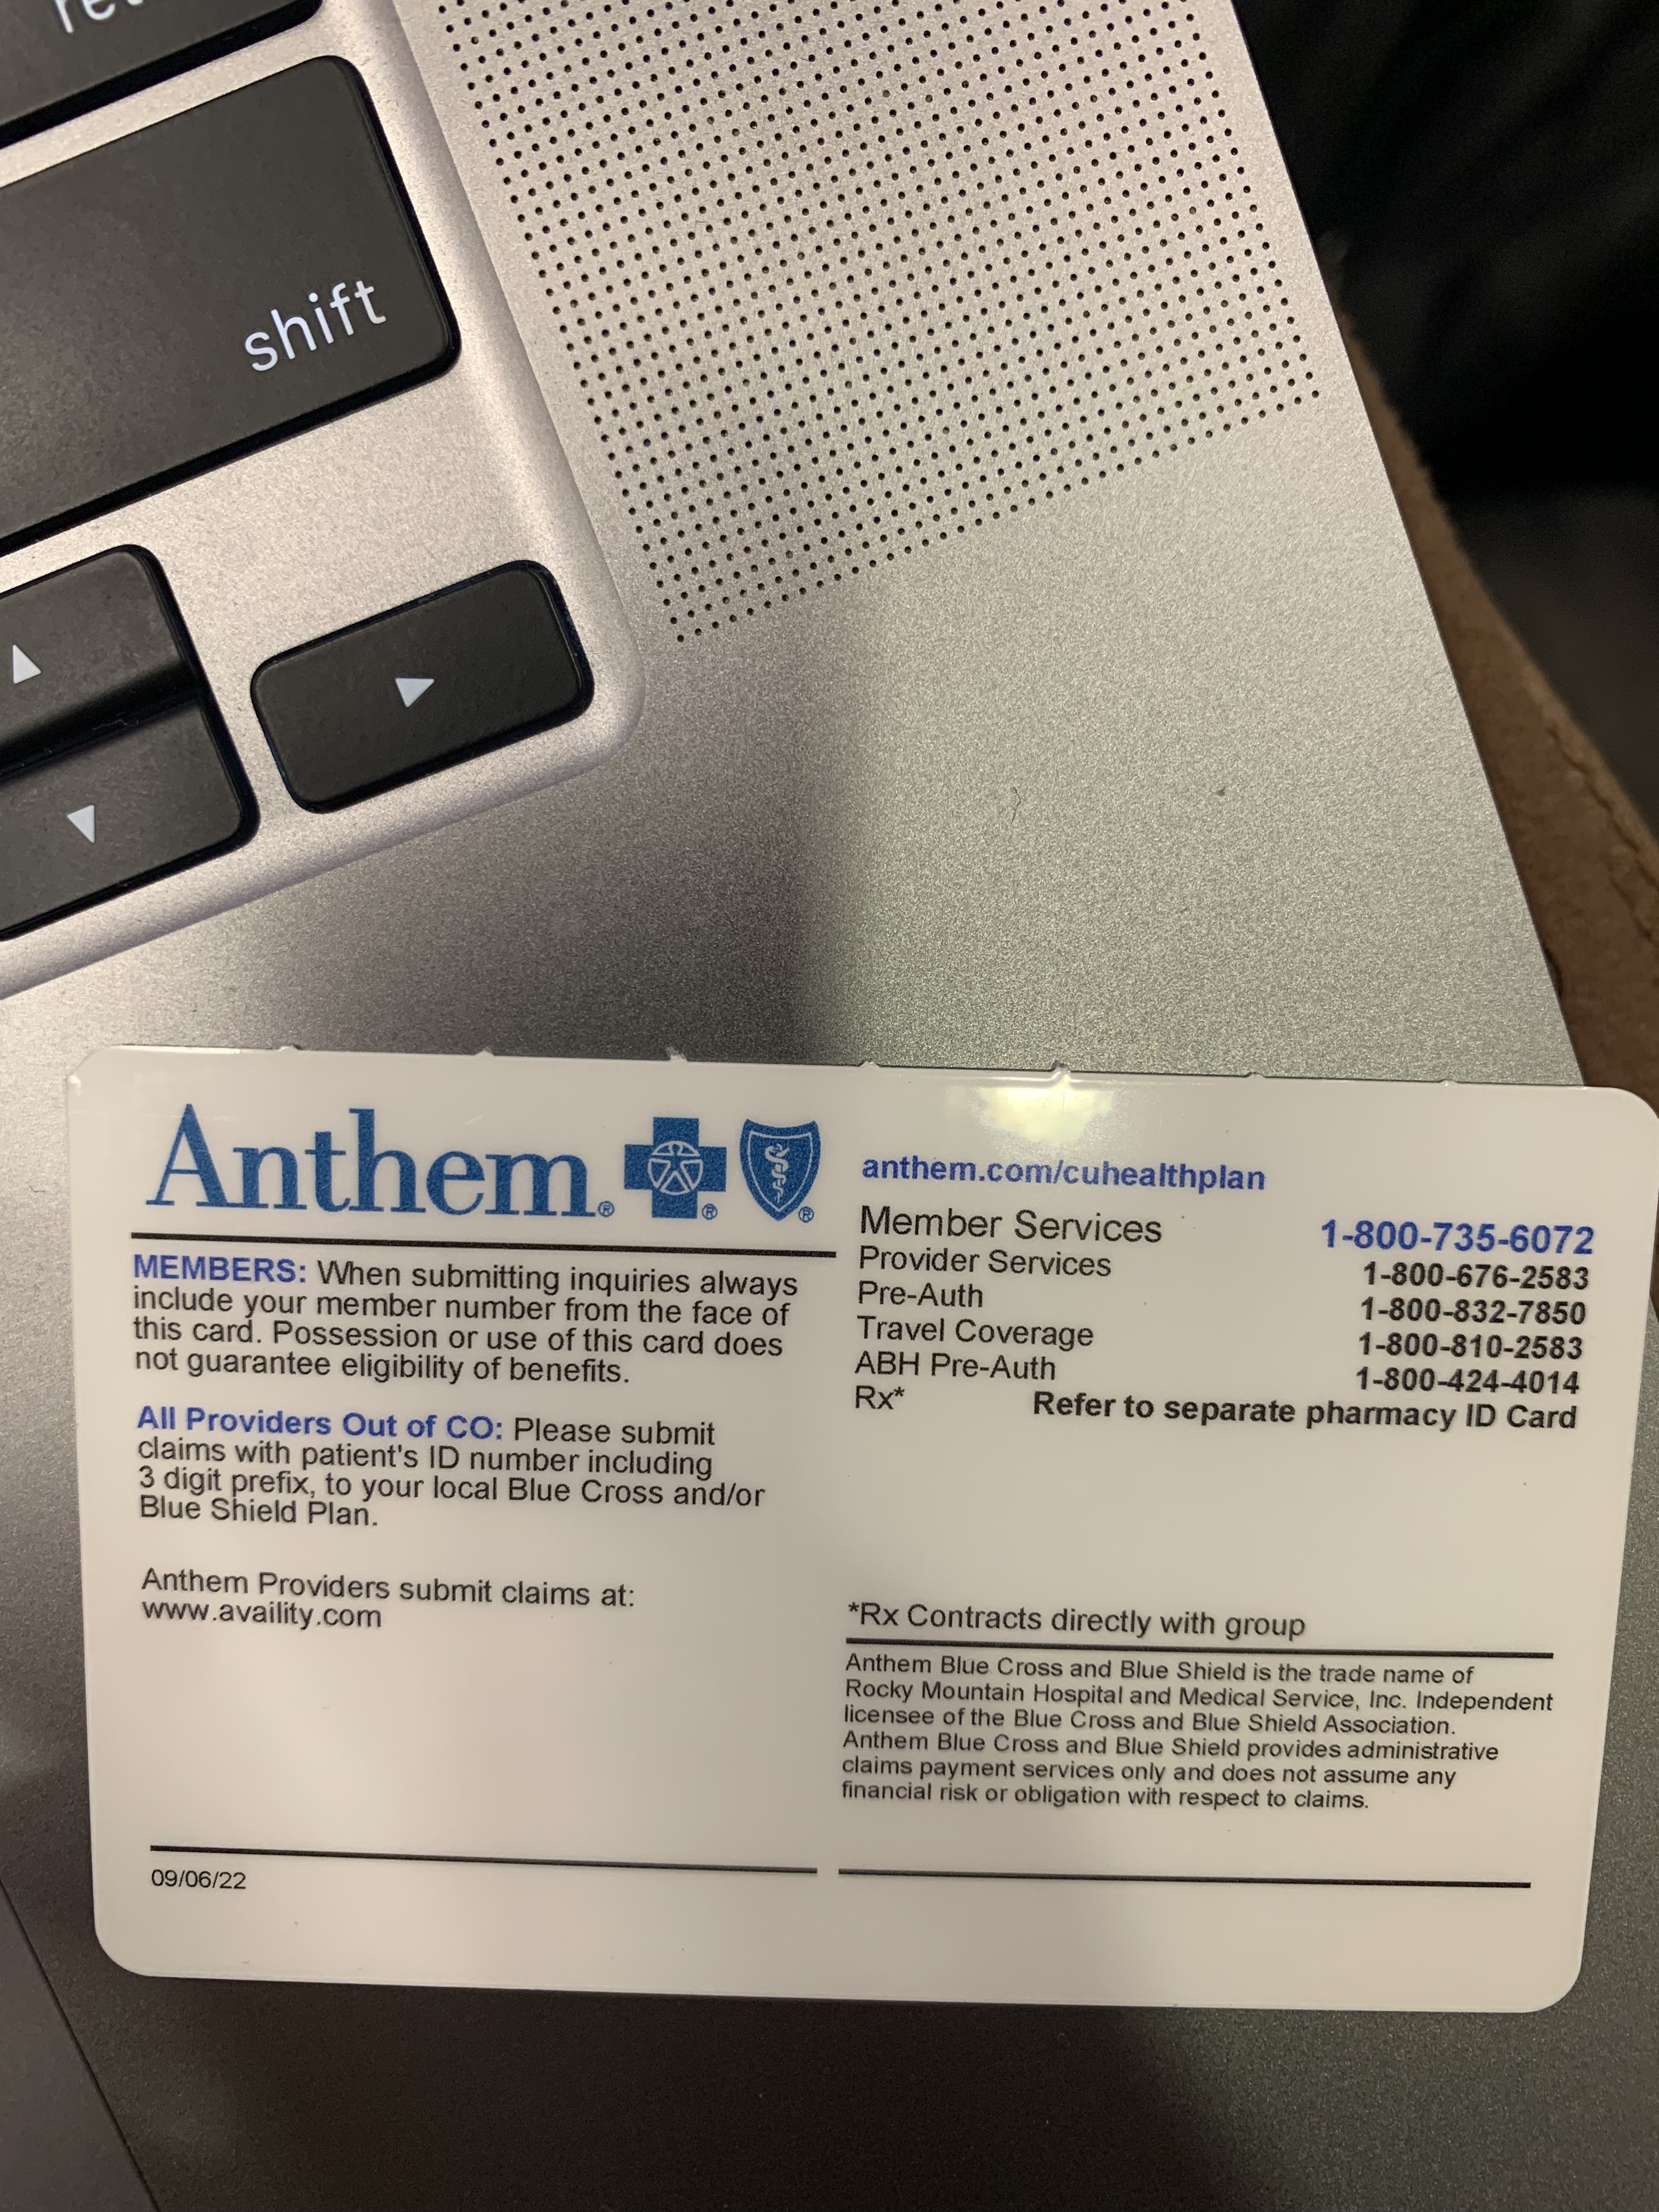 shift
Anthem®
MEMBERS: When submitting inquiries always
include your member number from the face of
this card. Possession or use of this card does
not guarantee eligibility of benefits.
All Providers Out of CO: Please submit
claims with patient's ID number including
3 digit prefix, to your local Blue Cross and/or
Blue Shield Plan.
Anthem Providers submit claims at:
www.availity.com
09/06/22
anthem.com/cuhealthplan
Member Services 1-800-735-6072
Provider Services 1-800-676-2583
Pre-Auth 1-800-832-7850
Travel Coverage 1-800-810-2583
ABH Pre-Auth 1-800-424-4014
Rx* Refer to separate pharmacy ID Card
*Rx Contracts directly with group
Anthem Blue Cross and Blue Shield is the trade name of
Rocky Mountain Hospital and Medical Service, Inc. Independent
licensee of the Blue Cross and Blue Shield Association.
Anthem Blue Cross and Blue Shield provides administrative
claims payment services only and does not assume any
financial risk or obligation with respect to claims.